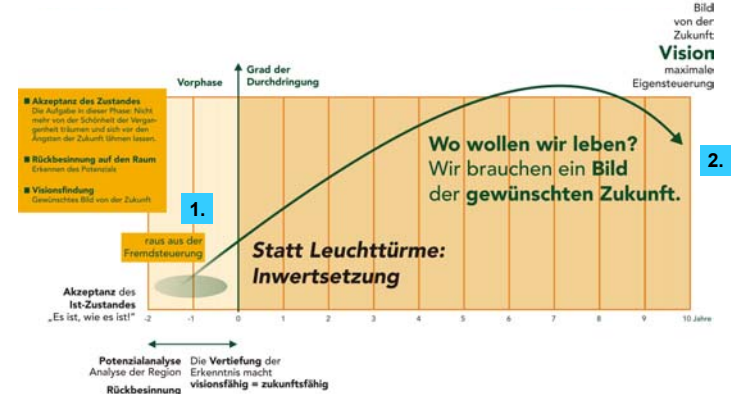 Bild
von der
Zukunft
Vision
maximale
Eigensteuerung
Vorphase
Grad der
Durchdringung
Akzeptanz des Zustandes
Die Aufgabe in dieser Phase: Nicht
mehr von der Schönheit der Vergan-
genheit träumen und sich vor den
Ängsten der Zukunft lähmen lassen.
Rückbesinnung auf den Raum
Erkennen des Potenzials
Visionsfindung
Gewünschtes Bild von der Zukunft
Wo wollen wir leben?
Wir brauchen ein Bild
der gewünschten Zukunft.
2.
1.
raus aus der
Fremdsteuerung
Statt Leuchttürme:
Inwertsetzung
Akzeptanz des
Ist-Zustandes
„Es ist, wie es ist!"
-2 -1 0 1 2 3 4 5 6 7 8 9 10 Jahre
Potenzialanalyse
Analyse der Region
Rückbesinnung
Die Vertiefung der
Erkenntnis macht
visionsfähig = zukunftsfähig